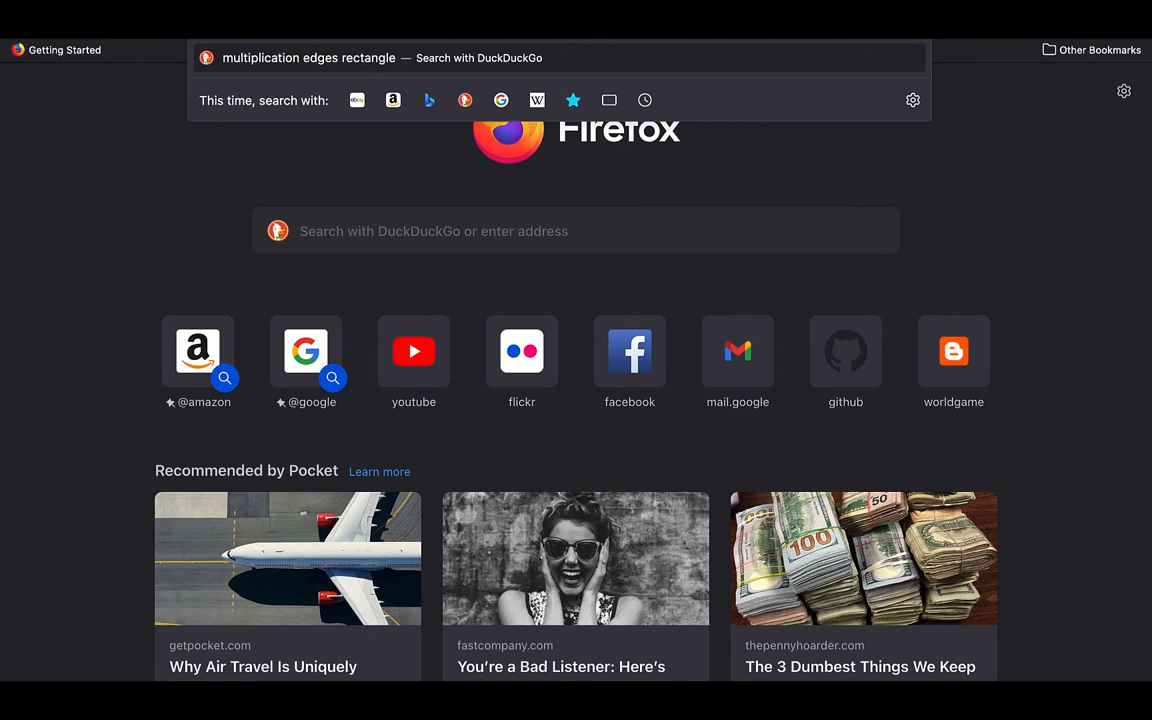 Getting Started
multiplication edges rectangle — Search with DuckDuckGo
Other Bookmarks
This time, search with:
ebay
a
W
Firefox
Search with DuckDuckGo or enter address
@amazon
@google
youtube
flickr
facebook
mail.google
github
worldgame
Recommended by Pocket Learn more
50
100
getpocket.com
Why Air Travel Is Uniquely
fastcompany.com
You're a Bad Listener: Here's
thepennyhoarder.com
The 3 Dumbest Things We Keep